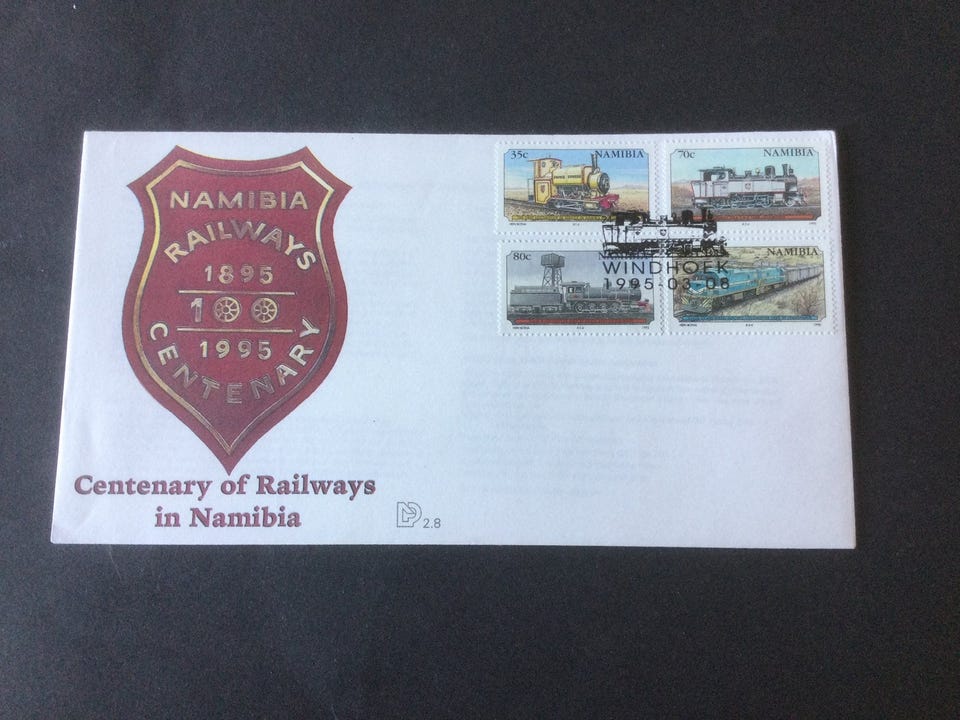 NAMIBIA
RAILWAYS
1895
100
1995
CENTENARY
Centenary of Railways
in Namibia
2.8
35c NAMIBIA
70c NAMIBIA
80c
NAMIBIA
WINDHOEK
1995-03-08